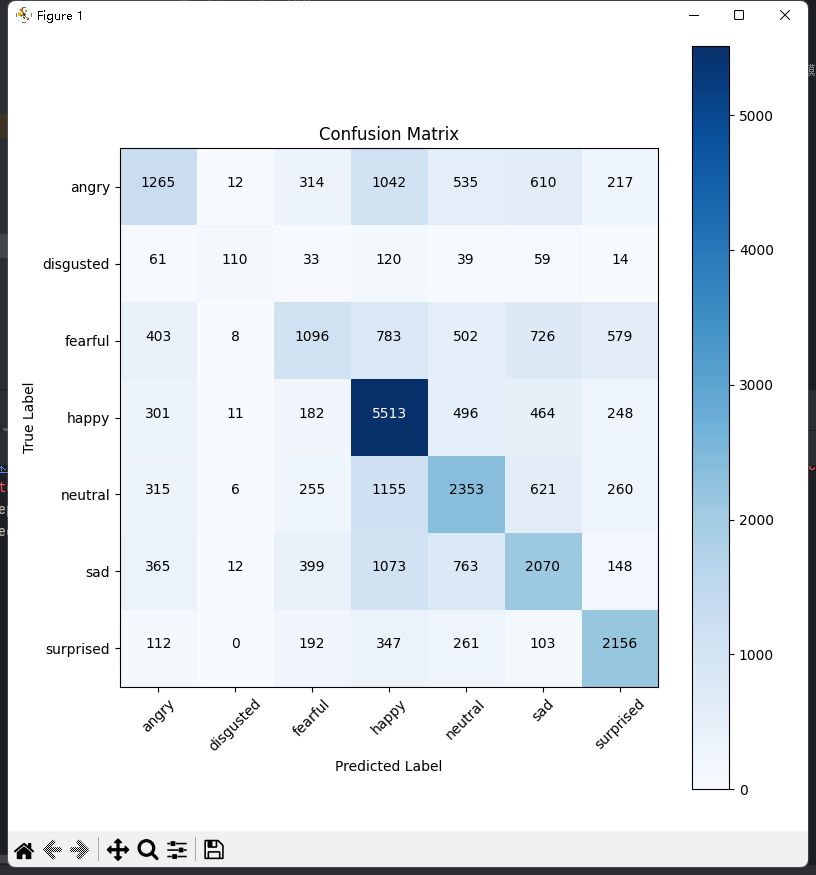 Figure 1
Confusion Matrix
angry 1265 12 314 1042 535 610 217
disgusted 61 110 33 120 39 59 14
fearful 403 8 1096 783 502 726 579
happy 301 11 182 5513 496 464 248
neutral 315 6 255 1155 2353 621 260
sad 365 12 399 1073 763 2070 148
surprised 112 0 192 347 261 103 2156
True Label
angry disgusted fearful happy neutral sad surprised
Predicted Label
5000
4000
3000
2000
1000
0